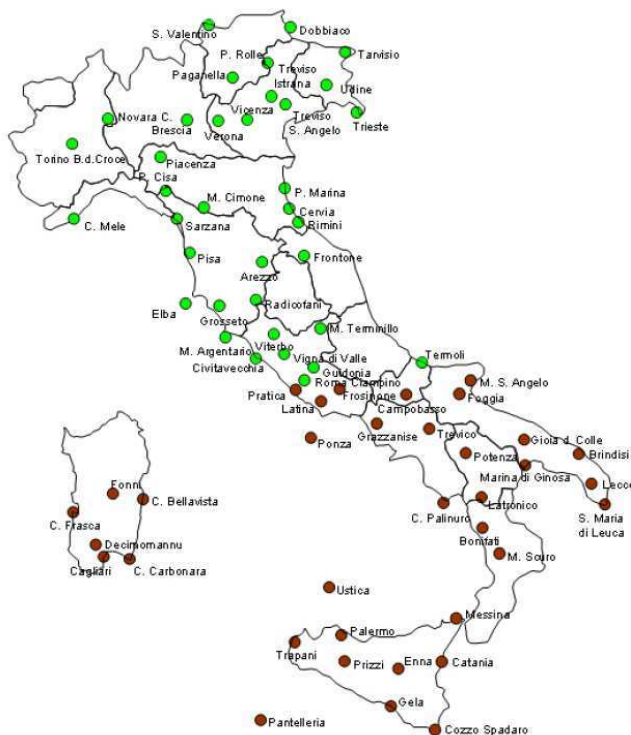 S. Valentino
Dobbiaco
P. Rolle
Tarvisio
Paganella
Treviso
Istrana
Udine
Novara C.
Brescia
Vicenza
Verona
Treviso
S. Angelo
Trieste
Torino B.d.Croce
Piacenza
P. Cisa
M. Cimone
P. Marina
Cervia
Rimini
C. Mele
Sarzana
Pisa
Arezzo
Frontone
Elba
Grosseto
Radicofani
M. Terminillo
M. Argentario
Viterbo
Vigna di Valle
Civitavecchia
Guidonia
Termoli
Roma Ciampino
M. S. Angelo
Pratica
Frosinone
Foggia
Latina
Campobasso
Grazzanise
Trevico
Ponza
Gioia d. Colle
Potenza
Brindisi
Marina di Ginosa
Fonni
Lecce
C. Bellavista
Latronico
C. Frasca
C. Palinuro
S. Maria
di Leuca
Bonifati
Decimomannu
M. Scuro
Cagliari
C. Carbonara
Ustica
Messina
Palermo
Trapani
Prizzi
Enna
Catania
Gela
Pantelleria
Cozzo Spadaro